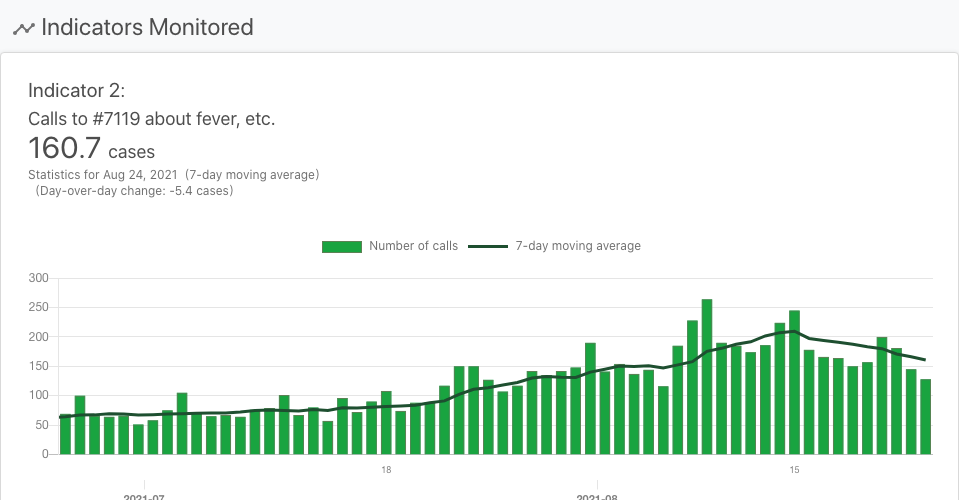 Indicators Monitored
Indicator 2:
Calls to #7119 about fever, etc.
160.7 cases
Statistics for Aug 24, 2021 (7-day moving average)
(Day-over-day change: -5.4 cases)
Number of calls 7-day moving average
300
250
200
150
100
50
0
18 15
2021-07 2021-08